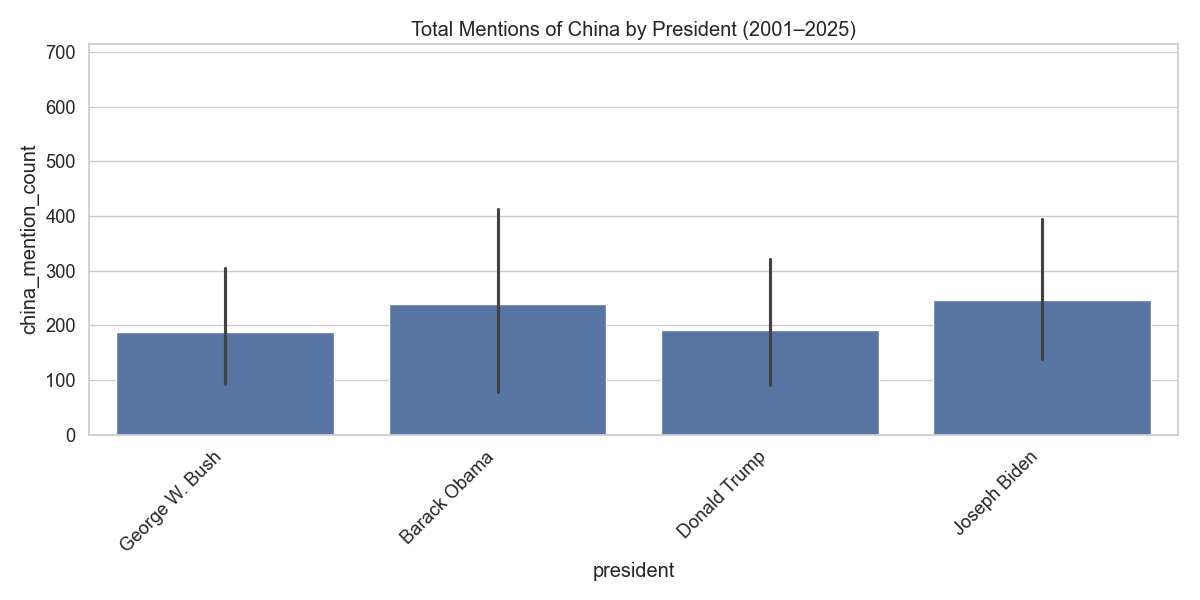 Total Mentions of China by President (2001–2025)
china_mention_count
700
600
500
400
300
200
100
0
George W. Bush
Barack Obama
Donald Trump
Joseph Biden
president